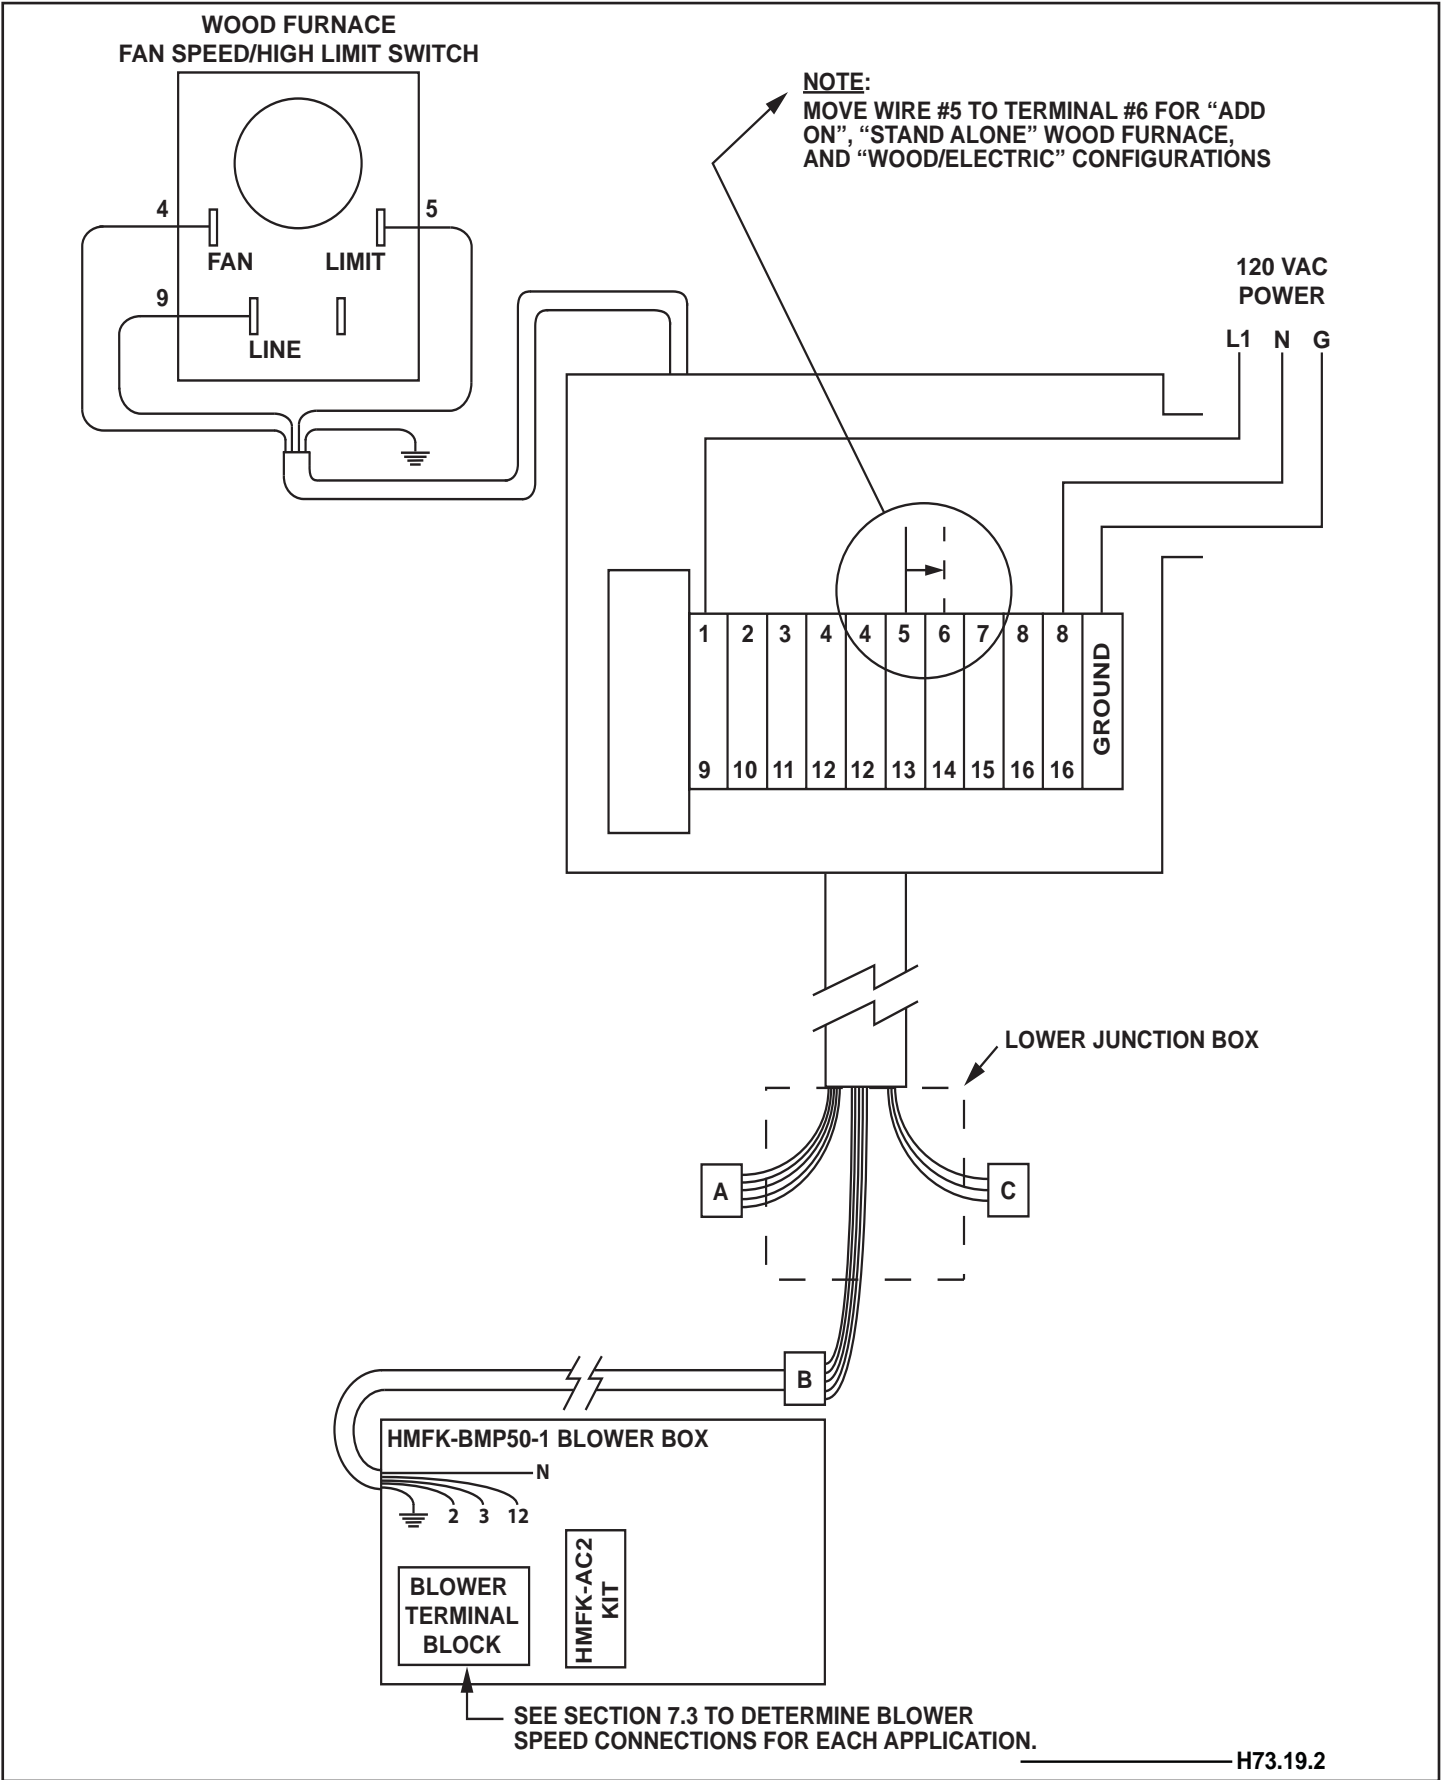 WOOD FURNACE
FAN SPEED/HIGH LIMIT SWITCH
NOTE:
MOVE WIRE #5 TO TERMINAL #6 FOR “ADD
ON”, “STAND ALONE” WOOD FURNACE,
AND “WOOD/ELECTRIC” CONFIGURATIONS
4
5
FAN
LIMIT
9
LINE
120 VAC
POWER
L1 N G
1 2 3 4 4 5 6 7 8 8
GROUND
9 10 11 12 12 13 14 15 16 16
LOWER JUNCTION BOX
A
C
B
HMFK-BMP50-1 BLOWER BOX
N
2 3 12
BLOWER
TERMINAL
BLOCK
HMFK-AC2
KIT
SEE SECTION 7.3 TO DETERMINE BLOWER
SPEED CONNECTIONS FOR EACH APPLICATION.
H73.19.2